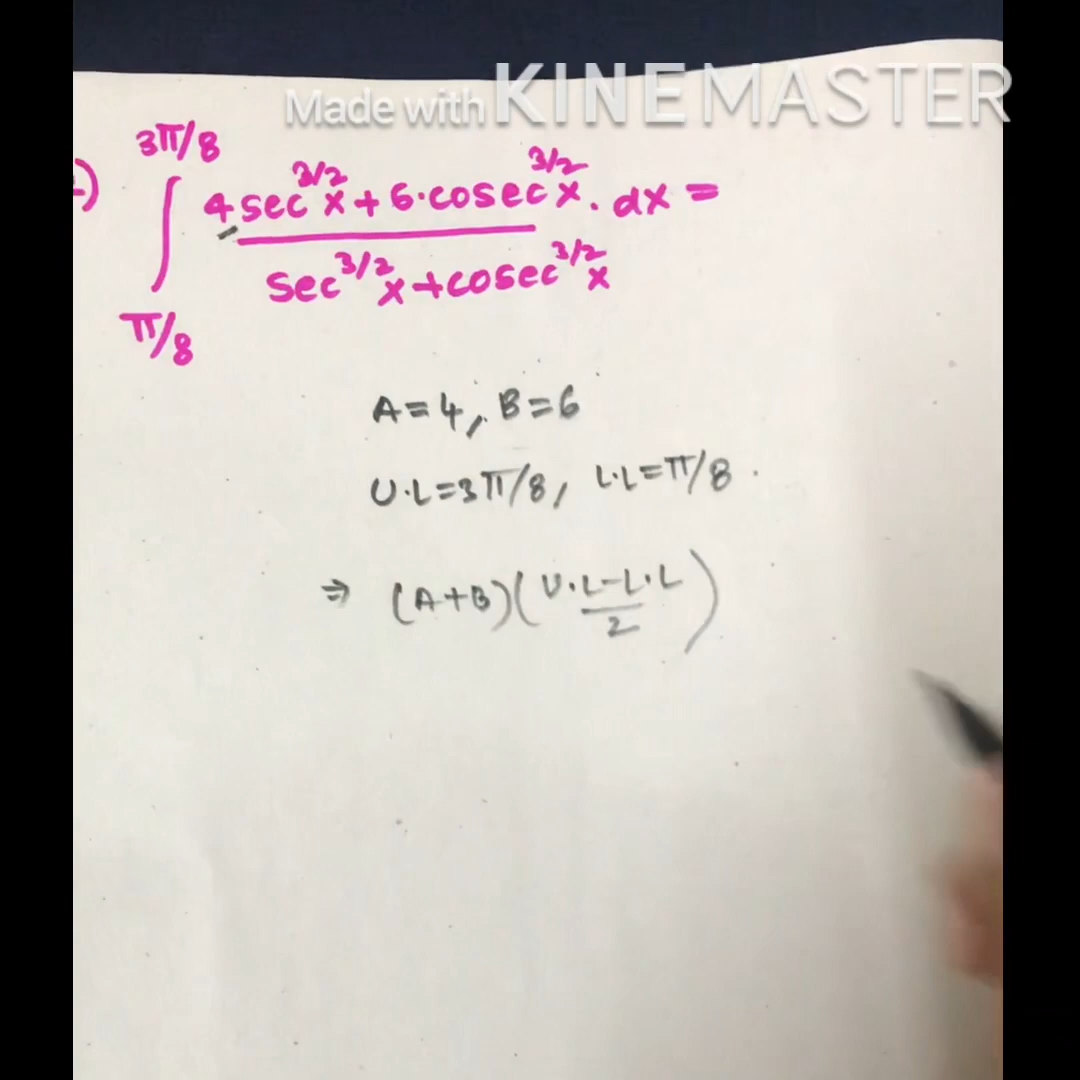 Made with KINEMASTER
3π/8
∫ 4sec^3/2 x + 6·cosec^3/2 x . dx =
sec^3/2 x + cosec^3/2 x
π/8
A = 4, B = 6
U·L = 3π/8, L·L = π/8 .
⇒ (A+B)(U·L-L·L/2)